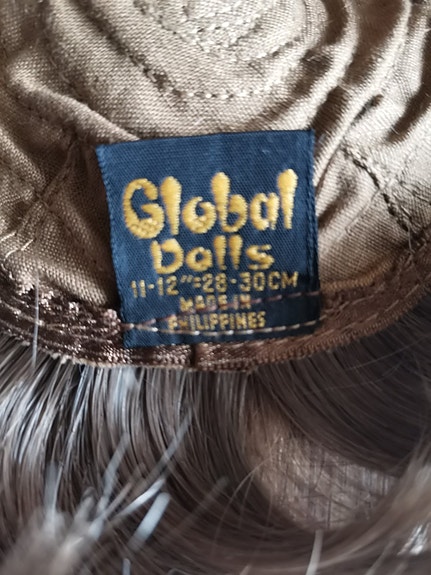 Global
Dolls
11-12"=28-30CM
MADE IN
PHILIPPINES